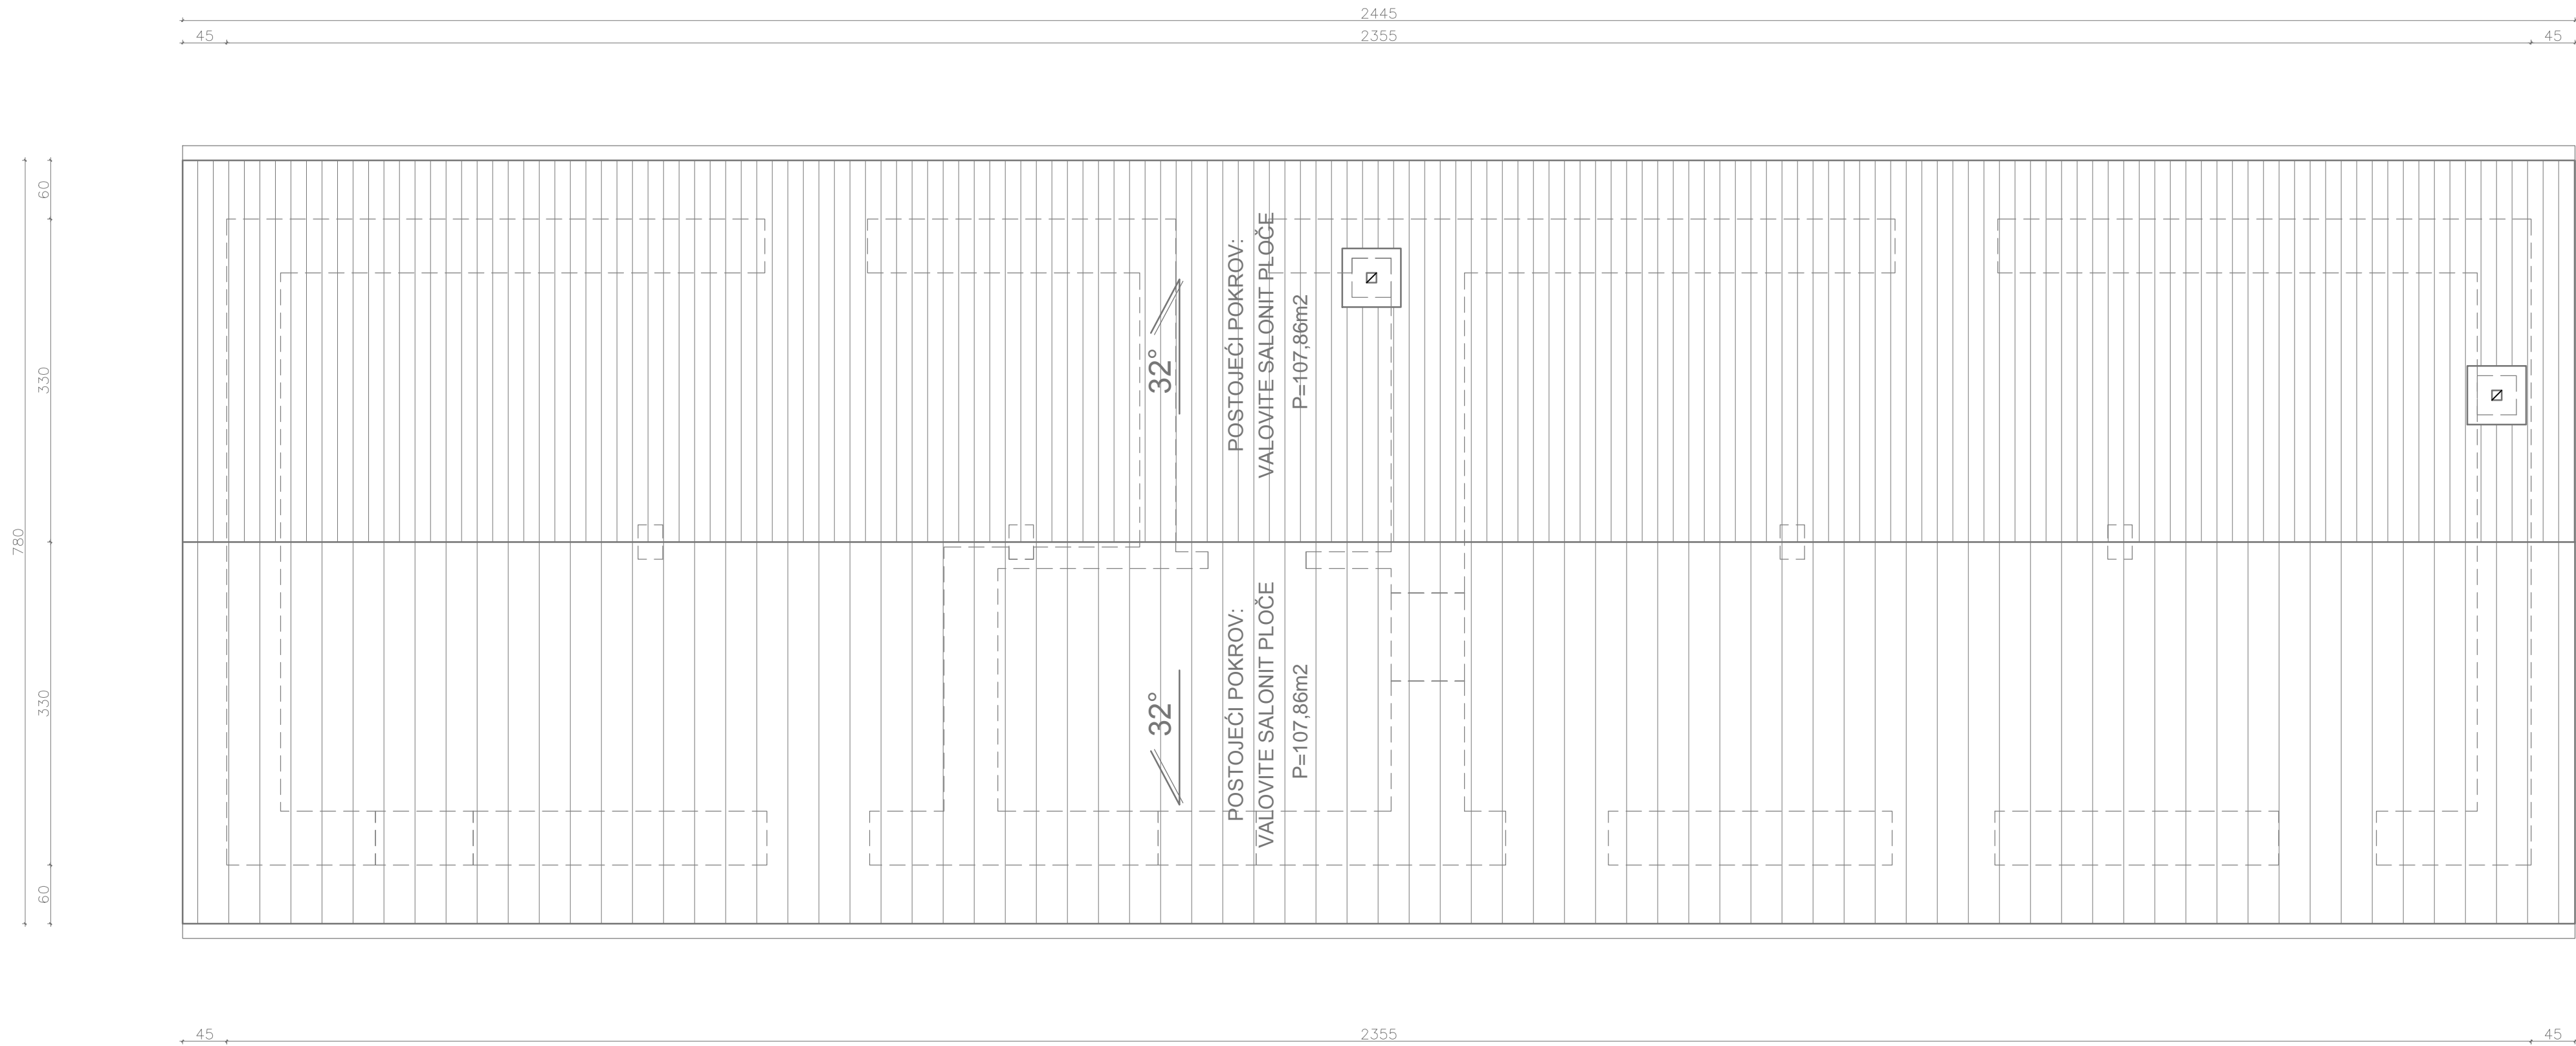 2445
45
2355
45
60
330
780
330
60
32°
POSTOJEĆI POKROV:
VALOVITE SALONIT PLOČE
P=107,86m2
32°
POSTOJEĆI POKROV:
VALOVITE SALONIT PLOČE
P=107,86m2
45
2355
45